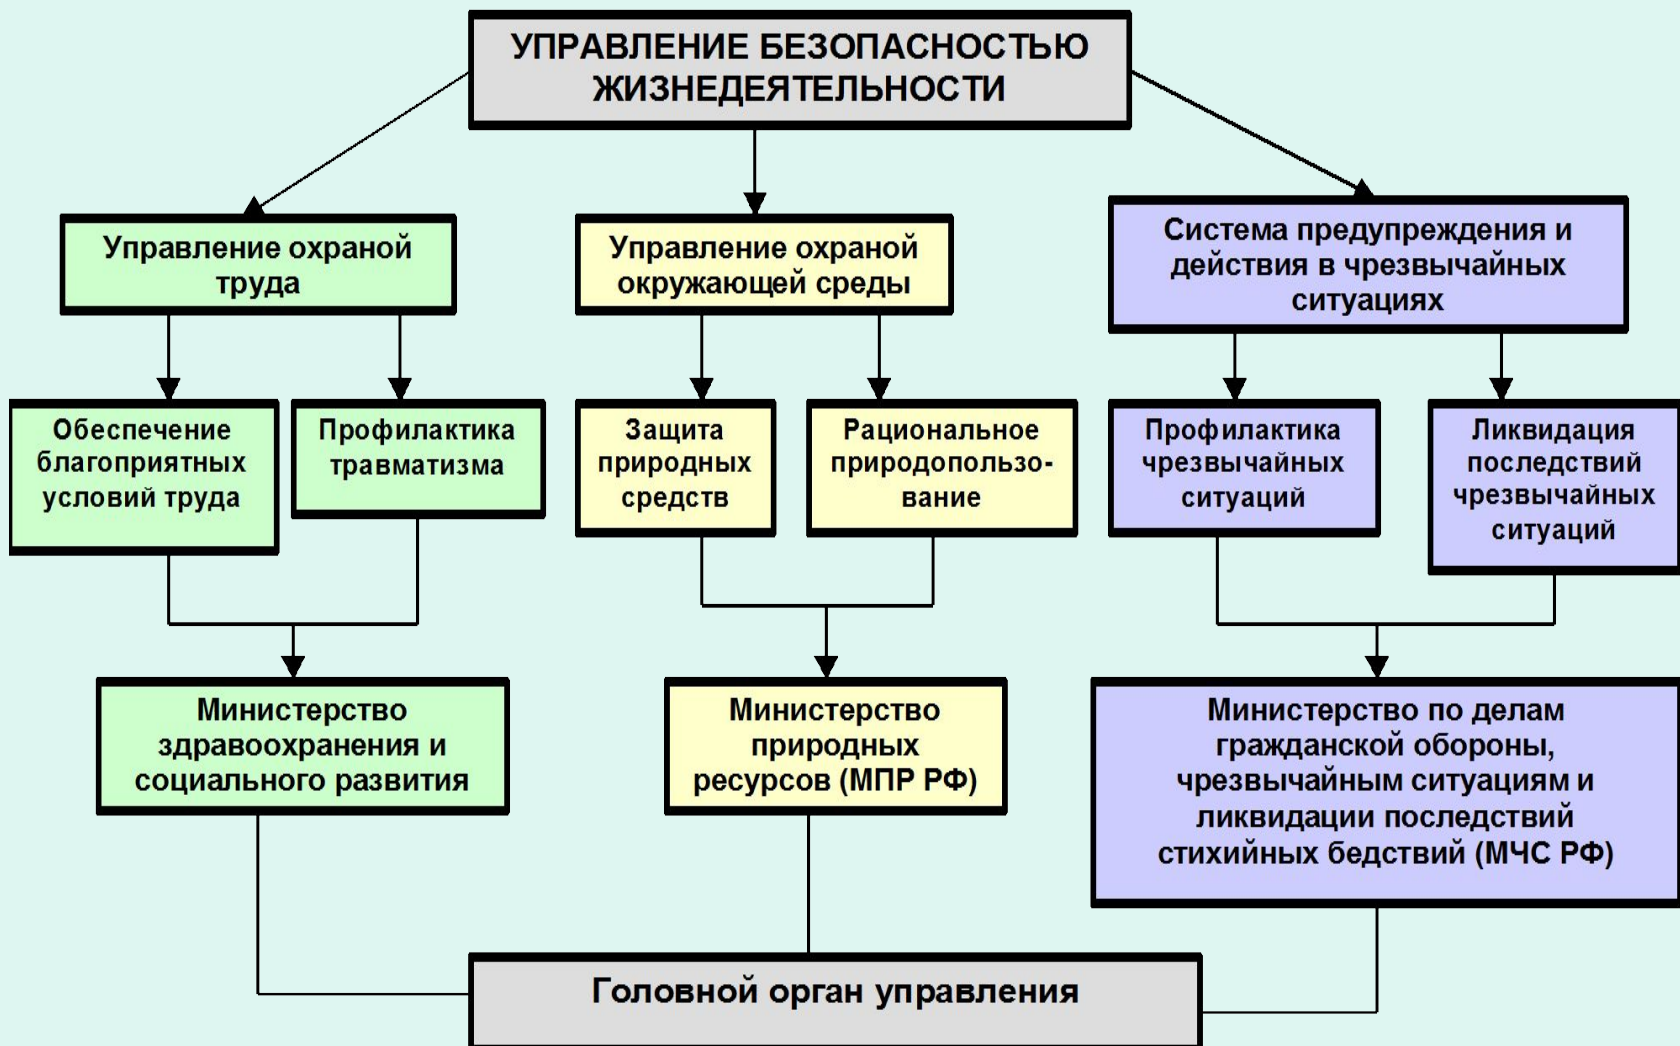 УПРАВЛЕНИЕ БЕЗОПАСНОСТЬЮ
ЖИЗНЕДЕЯТЕЛЬНОСТИ
Управление охраной
труда
Управление охраной
окружающей среды
Система предупреждения и
действия в чрезвычайных
ситуациях
Обеспечение
благоприятных
условий труда
Профилактика
травматизма
Защита
природных
средств
Рациональное
природопользо-
вание
Профилактика
чрезвычайных
ситуаций
Ликвидация
последствий
чрезвычайных
ситуаций
Министерство
здравоохранения и
социального развития
Министерство
природных
ресурсов (МПР РФ)
Министерство по делам
гражданской обороны,
чрезвычайным ситуациям и
ликвидации последствий
стихийных бедствий (МЧС РФ)
Головной орган управления